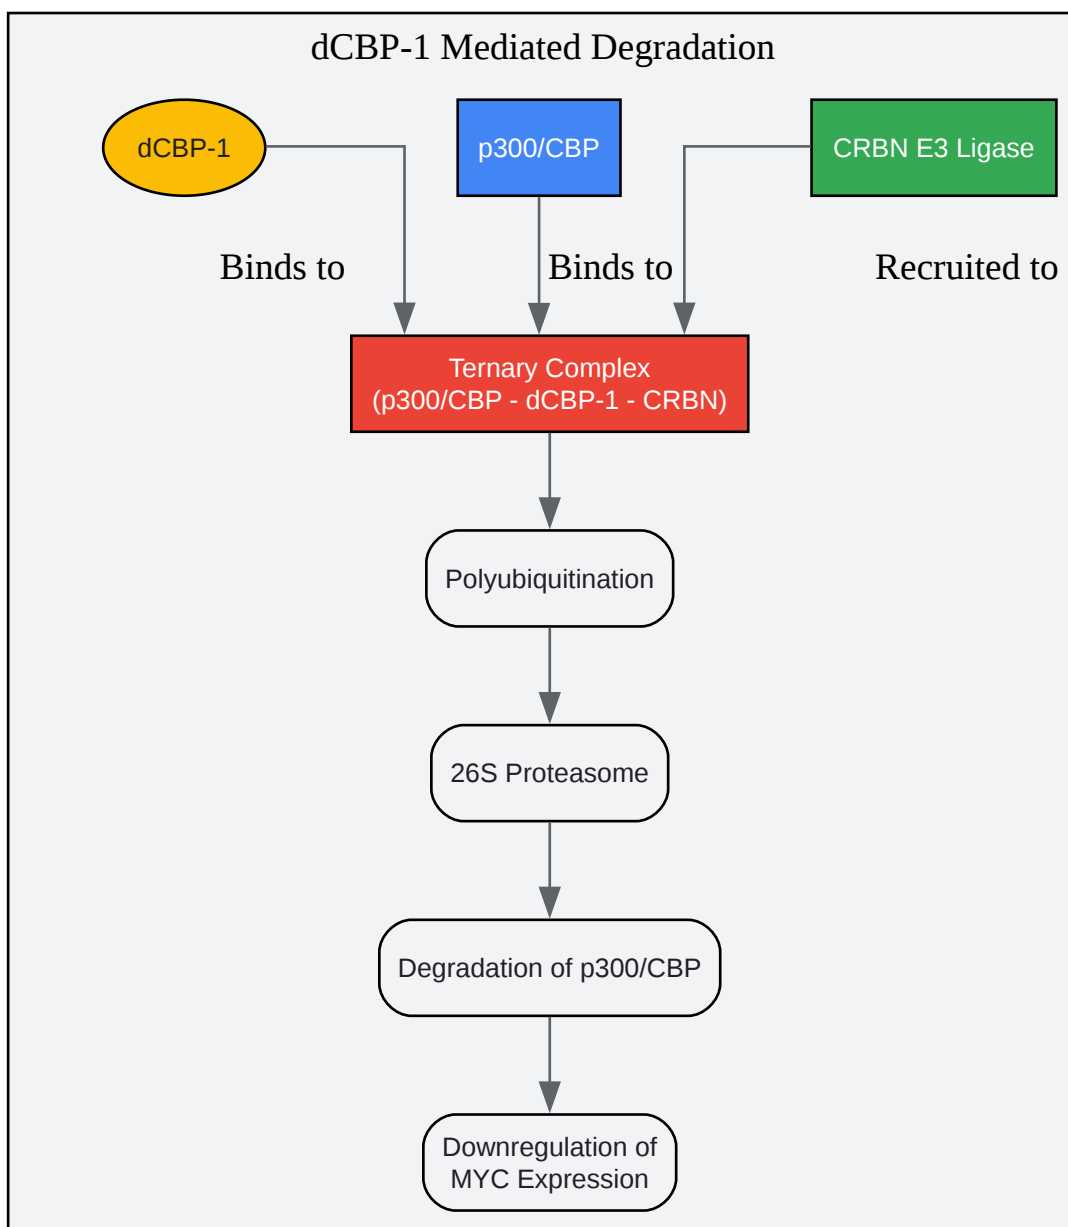 dCBP-1 Mediated Degradation
dCBP-1
p300/CBP
CRBN E3 Ligase
Binds to
Binds to
Recruited to
Ternary Complex
(p300/CBP - dCBP-1 - CRBN)
Polyubiquitination
26S Proteasome
Degradation of p300/CBP
Downregulation of
MYC Expression